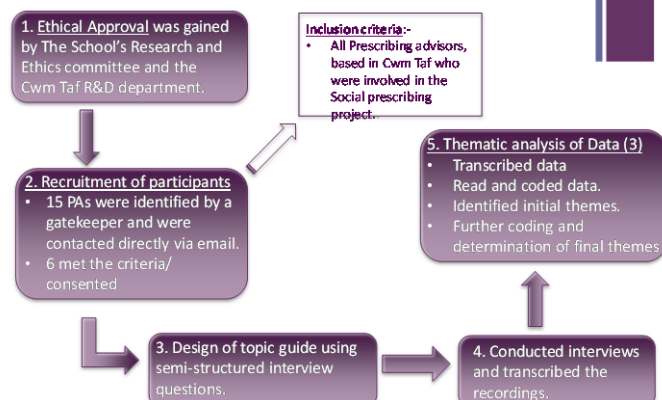 1. Ethical Approval was gained
by The School's Research and
Ethics committee and the
Cwm Taf R&D department.
Inclusion criteria:-
• All Prescribing advisors,
based in Cwm Taf who
were involved in the
Social prescribing
project.
2. Recruitment of participants
• 15 PAs were identified by a
gatekeeper and were
contacted directly via email.
• 6 met the criteria/
consented
3. Design of topic guide using
semi-structured interview
questions.
4. Conducted interviews
and transcribed the
recordings.
5. Thematic analysis of Data (3)
• Transcribed data
• Read and coded data.
• Identified initial themes.
• Further coding and
determination of final themes